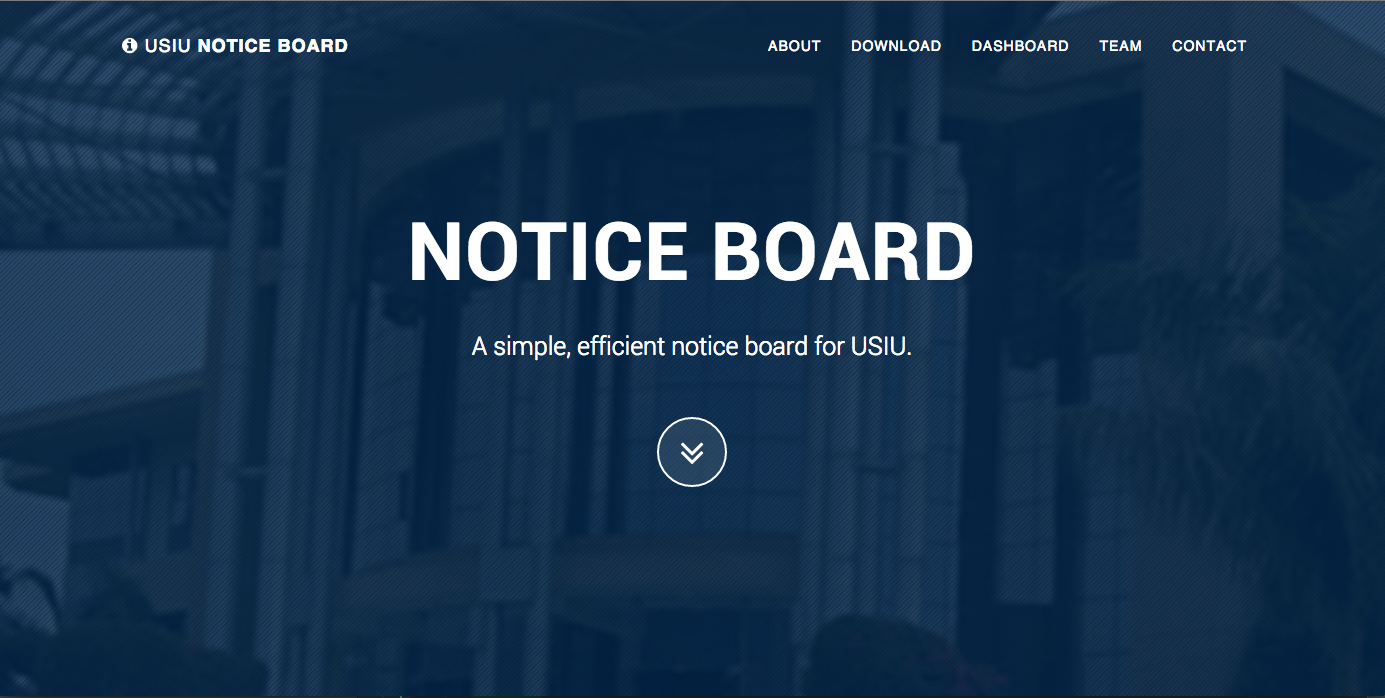 USIU NOTICE BOARD
ABOUT DOWNLOAD DASHBOARD TEAM CONTACT
NOTICE BOARD
A simple, efficient notice board for USIU.